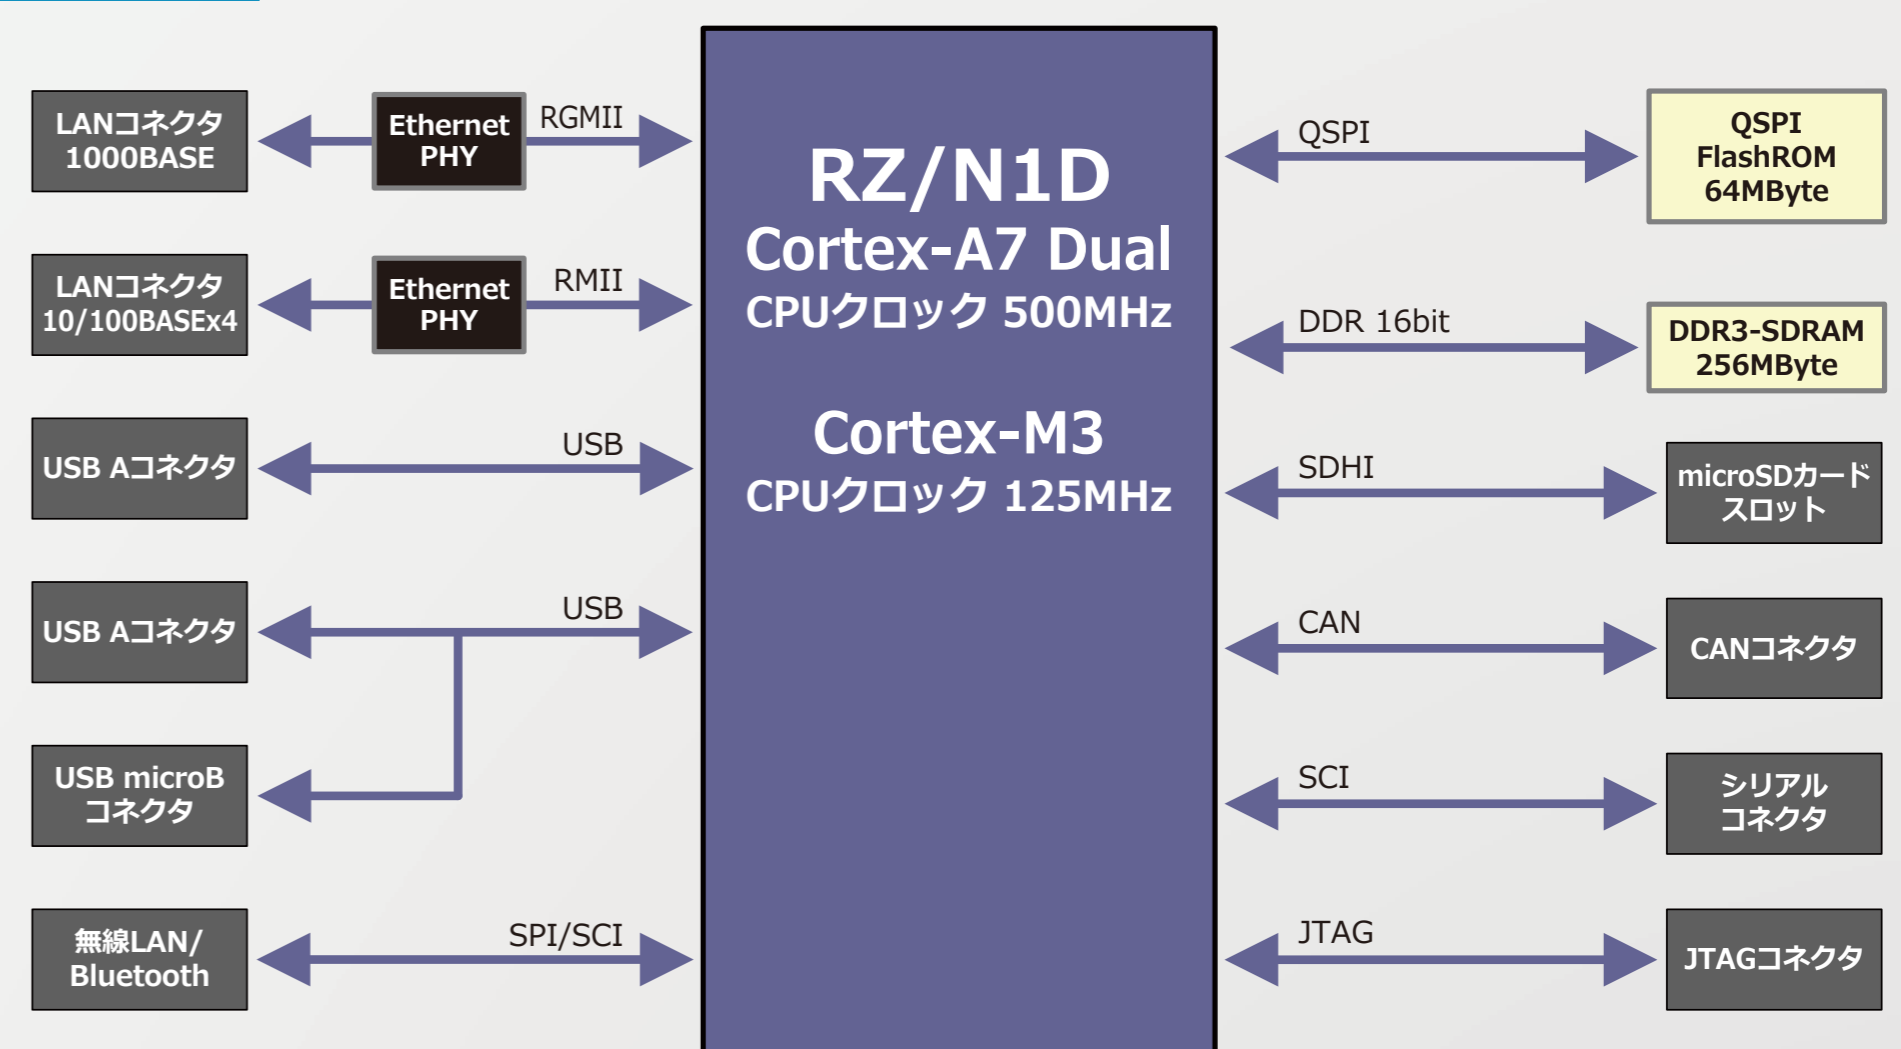 LANコネクタ
1000BASE
Ethernet
PHY
RGMII
LANコネクタ
10/100BASEx4
Ethernet
PHY
RMII
USB Aコネクタ
USB
USB Aコネクタ
USB
USB microB
コネクタ
無線LAN/
Bluetooth
SPI/SCI
RZ/N1D
Cortex-A7 Dual
CPUクロック 500MHz
Cortex-M3
CPUクロック 125MHz
QSPI
QSPI
FlashROM
64MByte
DDR 16bit
DDR3-SDRAM
256MByte
SDHI
microSDカード
スロット
CAN
CANコネクタ
SCI
シリアル
コネクタ
JTAG
JTAGコネクタ